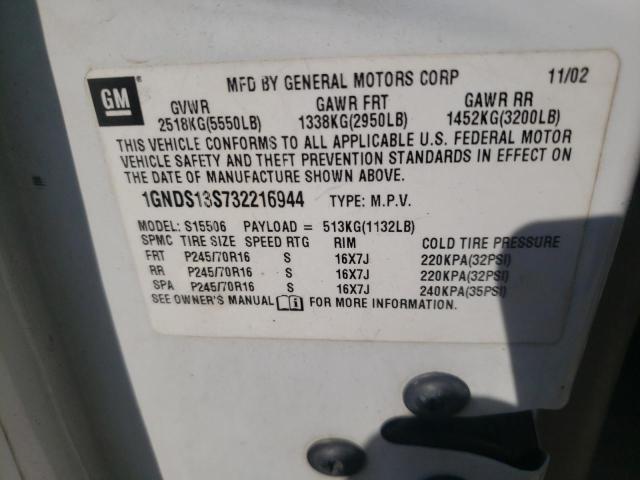 GM
MFD BY GENERAL MOTORS CORP 11/02
GVWR GAWR FRT GAWR RR
2518KG(5550LB) 1338KG(2950LB) 1452KG(3200LB)
THIS VEHICLE CONFORMS TO ALL APPLICABLE U.S. FEDERAL MOTOR
VEHICLE SAFETY AND THEFT PREVENTION STANDARDS IN EFFECT ON
THE DATE OF MANUFACTURE SHOWN ABOVE.
1GNDS13S732216944 TYPE: M.P.V.
MODEL: S15506 PAYLOAD = 513KG(1132LB)
SPMC TIRE SIZE SPEED RTG RIM COLD TIRE PRESSURE
FRT P245/70R16 S 16X7J 220KPA(32PSI)
RR P245/70R16 S 16X7J 220KPA(32PSI)
SPA P245/70R16 S 16X7J 240KPA(35PSI)
SEE OWNER'S MANUAL FOR MORE INFORMATION.